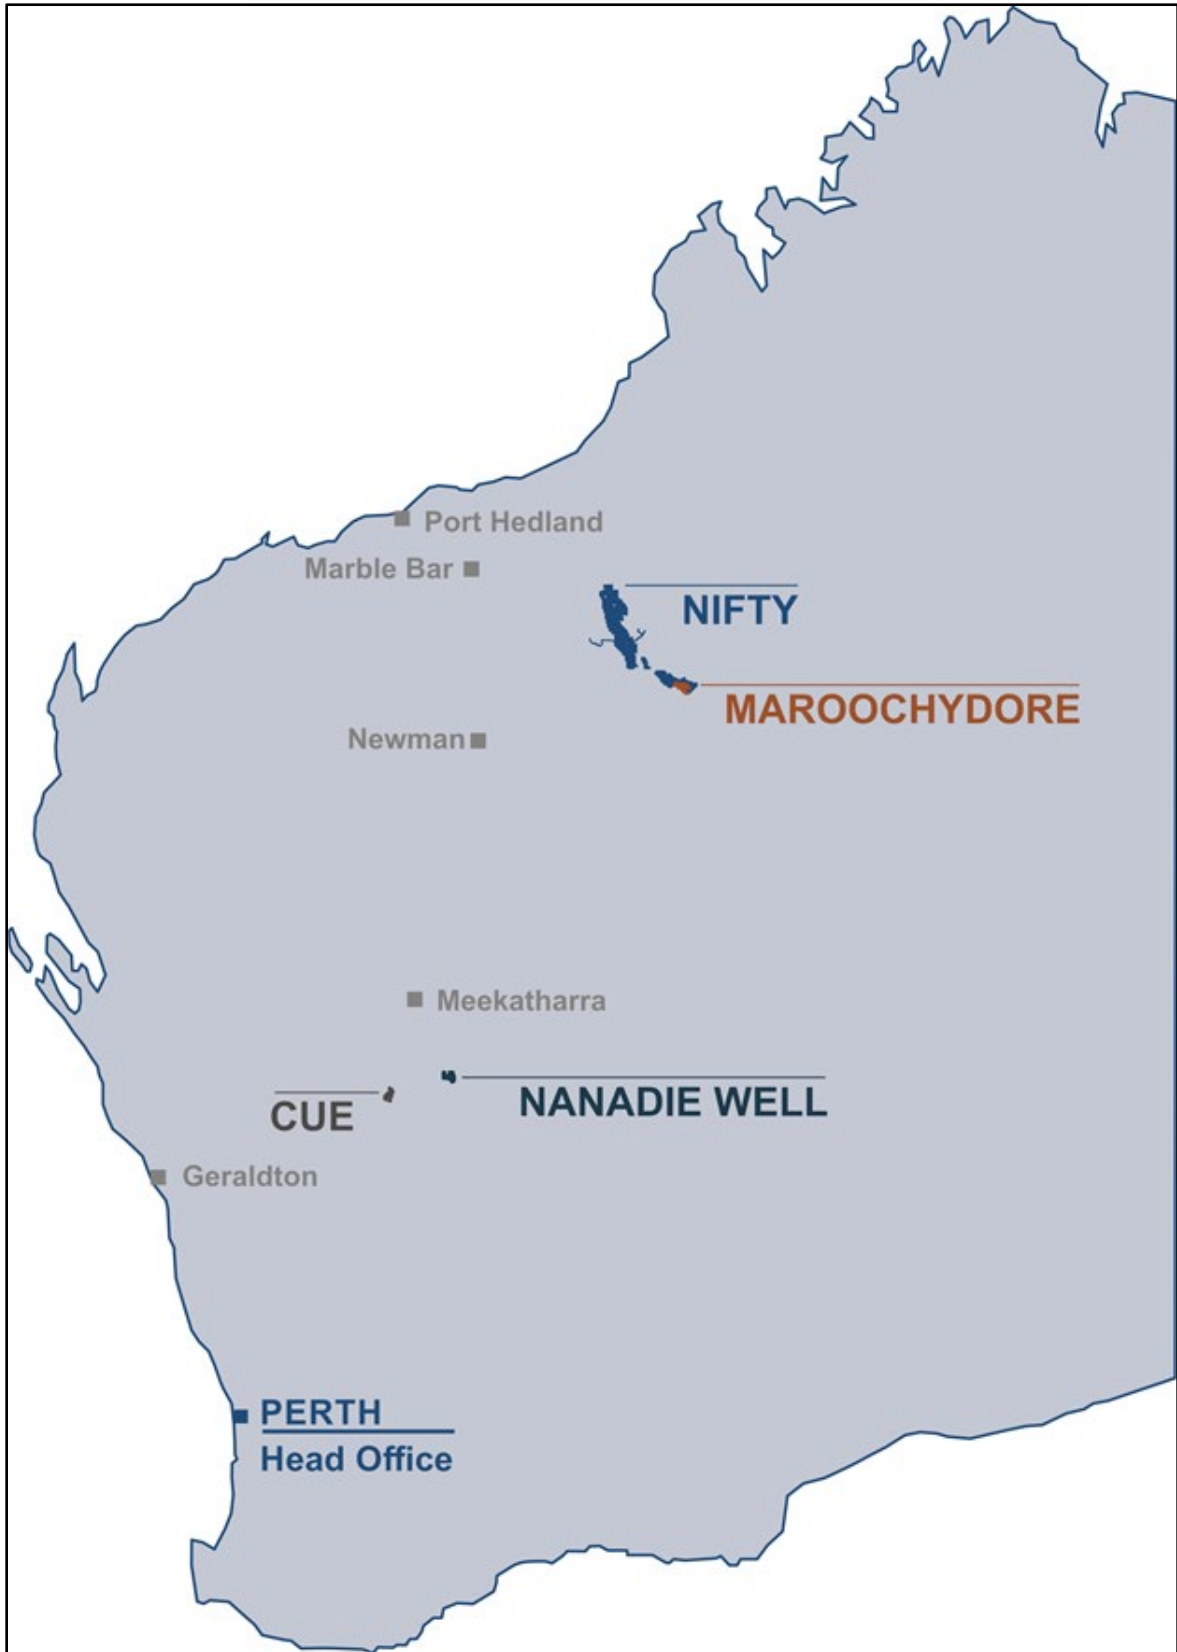 Port Hedland
Marble Bar
NIFTY
MAROOCHYDORE
Newman
Meekatharra
NANADIE WELL
CUE
Geraldton
PERTH
Head Office